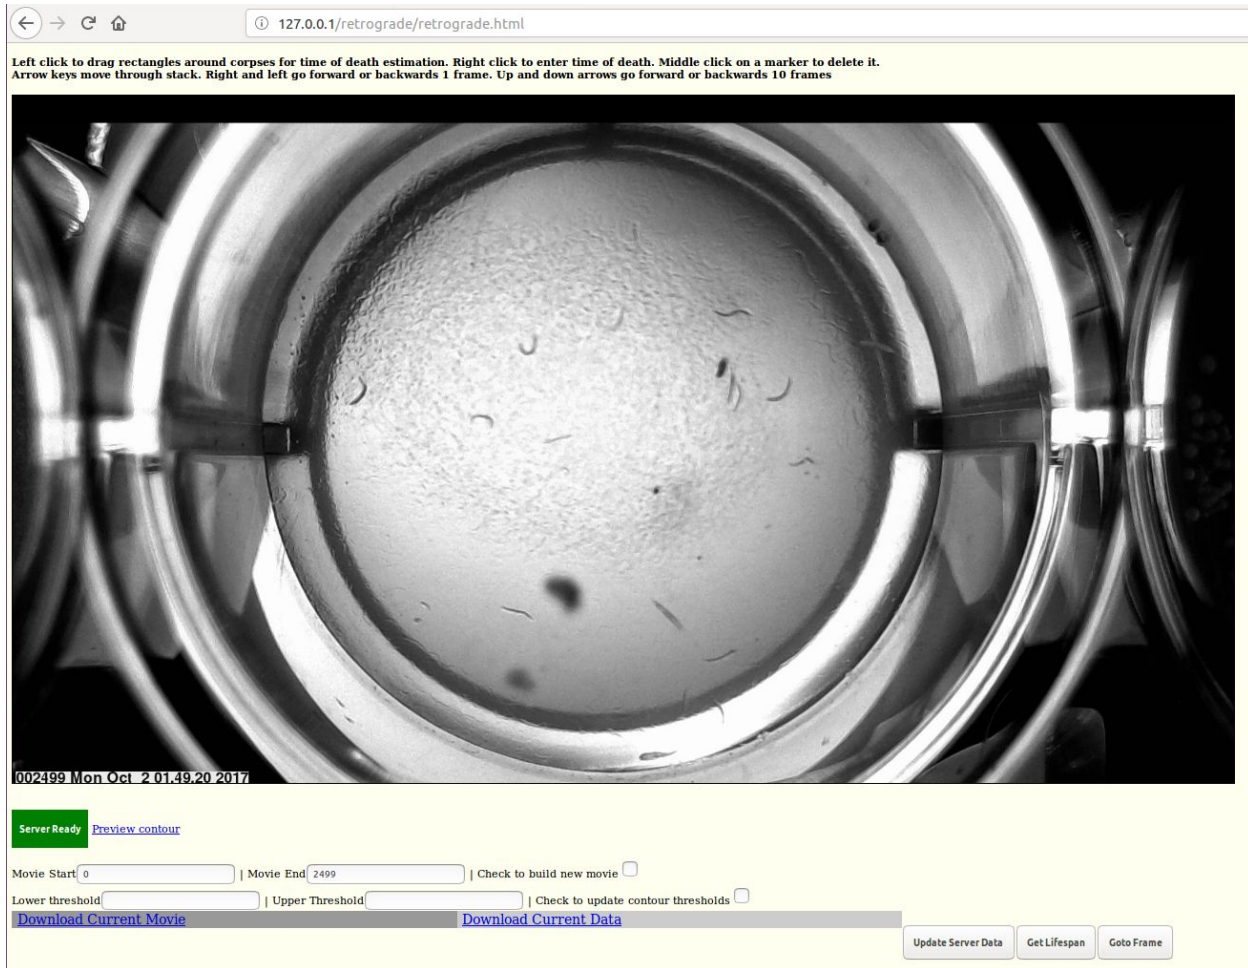 127.0.0.1/retrograde/retrograde.html
Left click to drag rectangles around corpses for time of death estimation. Right click to enter time of death. Middle click on a marker to delete it.
Arrow keys move through stack. Right and left go forward or backwards 1 frame. Up and down arrows go forward or backwards 10 frames
002499 Mon Oct  2 01.49.20 2017
Server Ready Preview contour
Movie Start 0 | Movie End 2499 | Check to build new movie
Lower threshold | Upper Threshold | Check to update contour thresholds
Download Current Movie Download Current Data
Update Server Data Get Lifespan Goto Frame